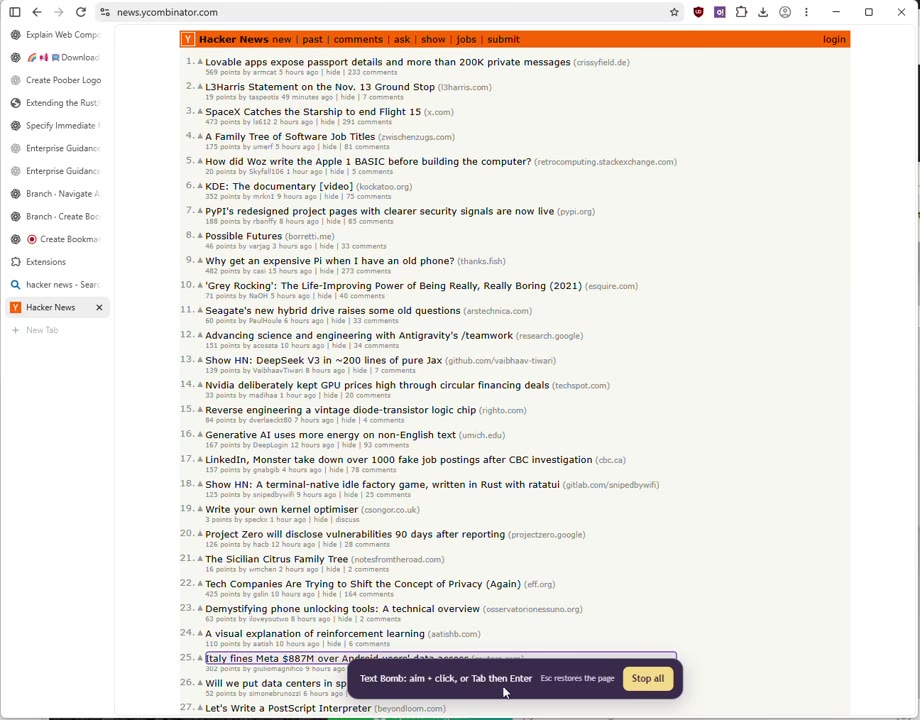 news.ycombinator.com
Explain Web Compo
Download
Create Poober Logo
Extending the Rust/
Specify Immediate
Enterprise Guidance
Enterprise Guidance
Branch - Navigate A
Branch - Create Boo
Create Bookmar
Extensions
hacker news - Searc
Hacker News
New Tab
Y Hacker News new | past | comments | ask | show | jobs | submit login
1. Lovable apps expose passport details and more than 200K private messages (crissyfield.de)
569 points by armcat 5 hours ago | hide | 233 comments
2. L3Harris Statement on the Nov. 13 Ground Stop (l3harris.com)
19 points by taspeotis 49 minutes ago | hide | 7 comments
3. SpaceX Catches the Starship to end Flight 15 (x.com)
473 points by ls612 2 hours ago | hide | 291 comments
4. A Family Tree of Software Job Titles (zwischenzugs.com)
175 points by umerf 5 hours ago | hide | 81 comments
5. How did Woz write the Apple 1 BASIC before building the computer? (retrocomputing.stackexchange.com)
20 points by Skyfall106 1 hour ago | hide | 5 comments
6. KDE: The documentary [video] (kockatoo.org)
352 points by mrkn1 9 hours ago | hide | 75 comments
7. PyPI's redesigned project pages with clearer security signals are now live (pypi.org)
188 points by rbanffy 8 hours ago | hide | 85 comments
8. Possible Futures (borretti.me)
46 points by varjag 3 hours ago | hide | 33 comments
9. Why get an expensive Pi when I have an old phone? (thanks.fish)
482 points by casi 15 hours ago | hide | 273 comments
10. 'Grey Rocking': The Life-Improving Power of Being Really, Really Boring (2021) (esquire.com)
71 points by NaOH 5 hours ago | hide | 40 comments
11. Seagate's new hybrid drive raises some old questions (arstechnica.com)
60 points by PaulHoule 6 hours ago | hide | 33 comments
12. Advancing science and engineering with Antigravity's /teamwork (research.google)
151 points by acossta 10 hours ago | hide | 34 comments
13. Show HN: DeepSeek V3 in ~200 lines of pure Jax (github.com/vaibhaav-tiwari)
139 points by VaibhaavTiwari 8 hours ago | hide | 7 comments
14. Nvidia deliberately kept GPU prices high through circular financing deals (techspot.com)
33 points by madihaa 1 hour ago | hide | 20 comments
15. Reverse engineering a vintage diode-transistor logic chip (righto.com)
84 points by dverlaeckt80 7 hours ago | hide | 4 comments
16. Generative AI uses more energy on non-English text (umich.edu)
167 points by DeepLogin 12 hours ago | hide | 93 comments
17. LinkedIn, Monster take down over 1000 fake job postings after CBC investigation (cbc.ca)
157 points by gnabgib 4 hours ago | hide | 78 comments
18. Show HN: A terminal-native idle factory game, written in Rust with ratatui (gitlab.com/snipedbywifi)
125 points by snipedbywifi 9 hours ago | hide | 25 comments
19. Write your own kernel optimiser (csongor.co.uk)
3 points by speckx 1 hour ago | hide | discuss
20. Project Zero will disclose vulnerabilities 90 days after reporting (projectzero.google)
126 points by hacb 12 hours ago | hide | 28 comments
21. The Sicilian Citrus Family Tree (notesfromtheroad.com)
16 points by wmchen 2 hours ago | hide | 2 comments
22. Tech Companies Are Trying to Shift the Concept of Privacy (Again) (eff.org)
425 points by gslin 10 hours ago | hide | 164 comments
23. Demystifying phone unlocking tools: A technical overview (osservatorionessuno.org)
63 points by iloveyoutwo 8 hours ago | hide | 2 comments
24. A visual explanation of reinforcement learning (aatishb.com)
110 points by aatish 10 hours ago | hide | 6 comments
25. Italy fines Meta $887M over Android users' data access
302 points by giuliomagnifico 9 hours ago
26. Will we put data centers in sp
52 points by simonebrunozzi 6 hours ag
27. Let's Write a PostScript Interpreter (beyondloom.com)
Text Bomb: aim + click, or Tab then Enter Esc restores the page Stop all